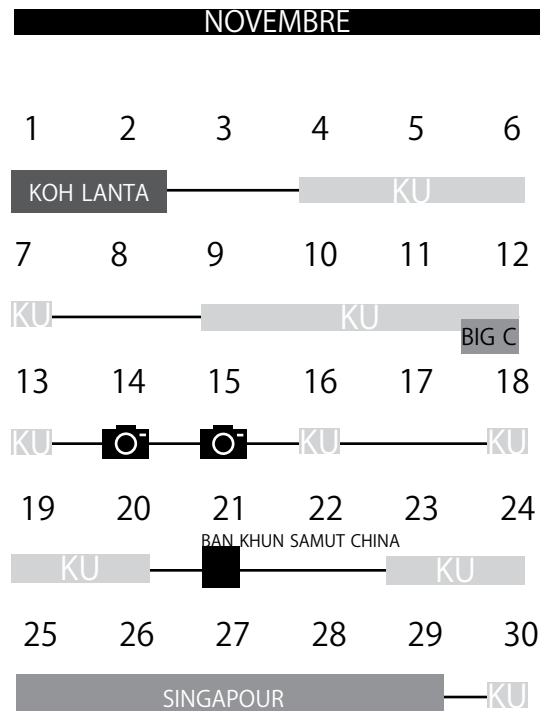 NOVEMBRE
1 2 3 4 5 6
KOH LANTA KU
7 8 9 10 11 12
KU KU
BIG C
13 14 15 16 17 18
KU KU KU
19 20 21 22 23 24
BAN KHUN SAMUT CHINA
KU KU
25 26 27 28 29 30
SINGAPOUR KU